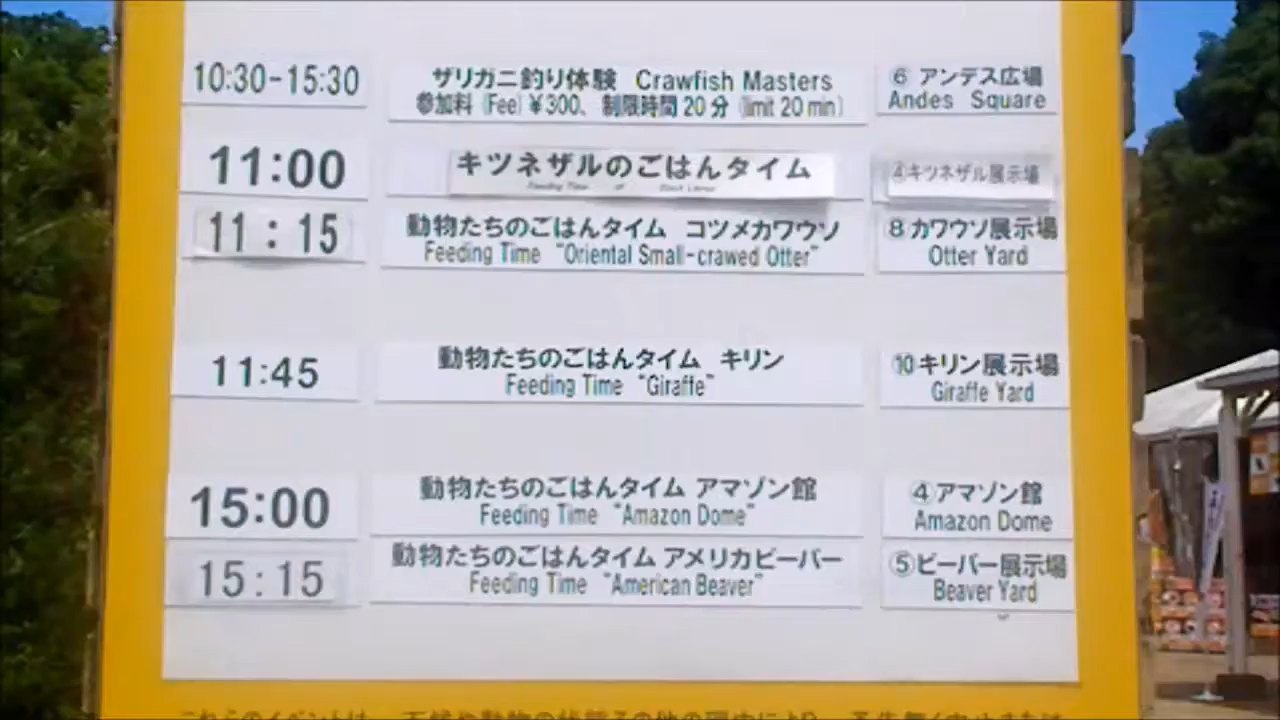 10:30-15:30
ザリガニ釣り体験 Crawfish Masters
参加料 (Fee) ¥300、 制限時間20分 (limit 20 min)
⑥ アンデス広場
Andes Square
11:00
キツネザルのごはんタイム
Feeding Time of Black Lemur
④キツネザル展示場
11:15
動物たちのごはんタイム コツメカワウソ
Feeding Time “Oriental Small-crawed Otter”
⑧カワウソ展示場
Otter Yard
11:45
動物たちのごはんタイム キリン
Feeding Time “Giraffe”
⑩キリン展示場
Giraffe Yard
15:00
動物たちのごはんタイム アマゾン館
Feeding Time “Amazon Dome”
④アマゾン館
Amazon Dome
15:15
動物たちのごはんタイム アメリカビーバー
Feeding Time “American Beaver”
⑤ビーバー展示場
Beaver Yard